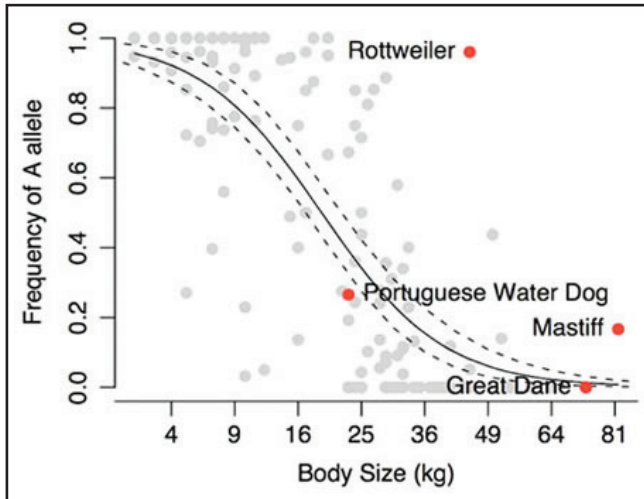 Frequency of A allele
1.0
0.8
0.6
0.4
0.2
0.0
Rottweiler
Portuguese Water Dog
Mastiff
Great Dane
4 9 16 25 36 49 64 81
Body Size (kg)